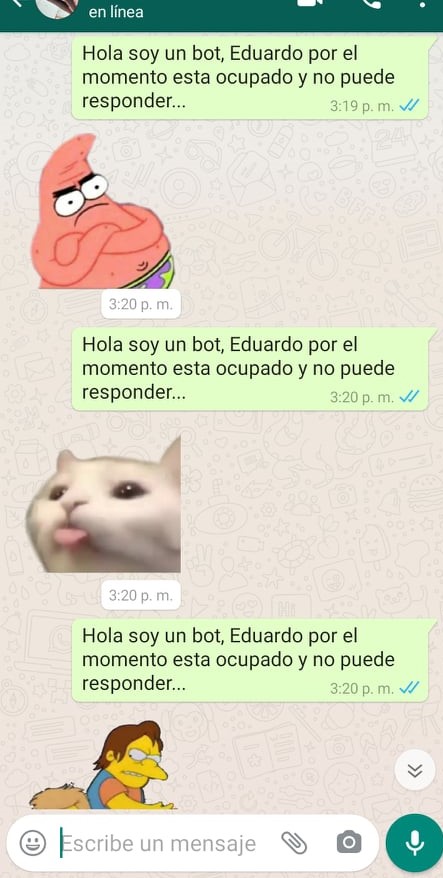 en línea
Hola soy un bot, Eduardo por el
momento esta ocupado y no puede
responder...
3:19 p. m.
3:20 p. m.
Hola soy un bot, Eduardo por el
momento esta ocupado y no puede
responder...
3:20 p. m.
3:20 p. m.
Hola soy un bot, Eduardo por el
momento esta ocupado y no puede
responder...
3:20 p. m.
Escribe un mensaje